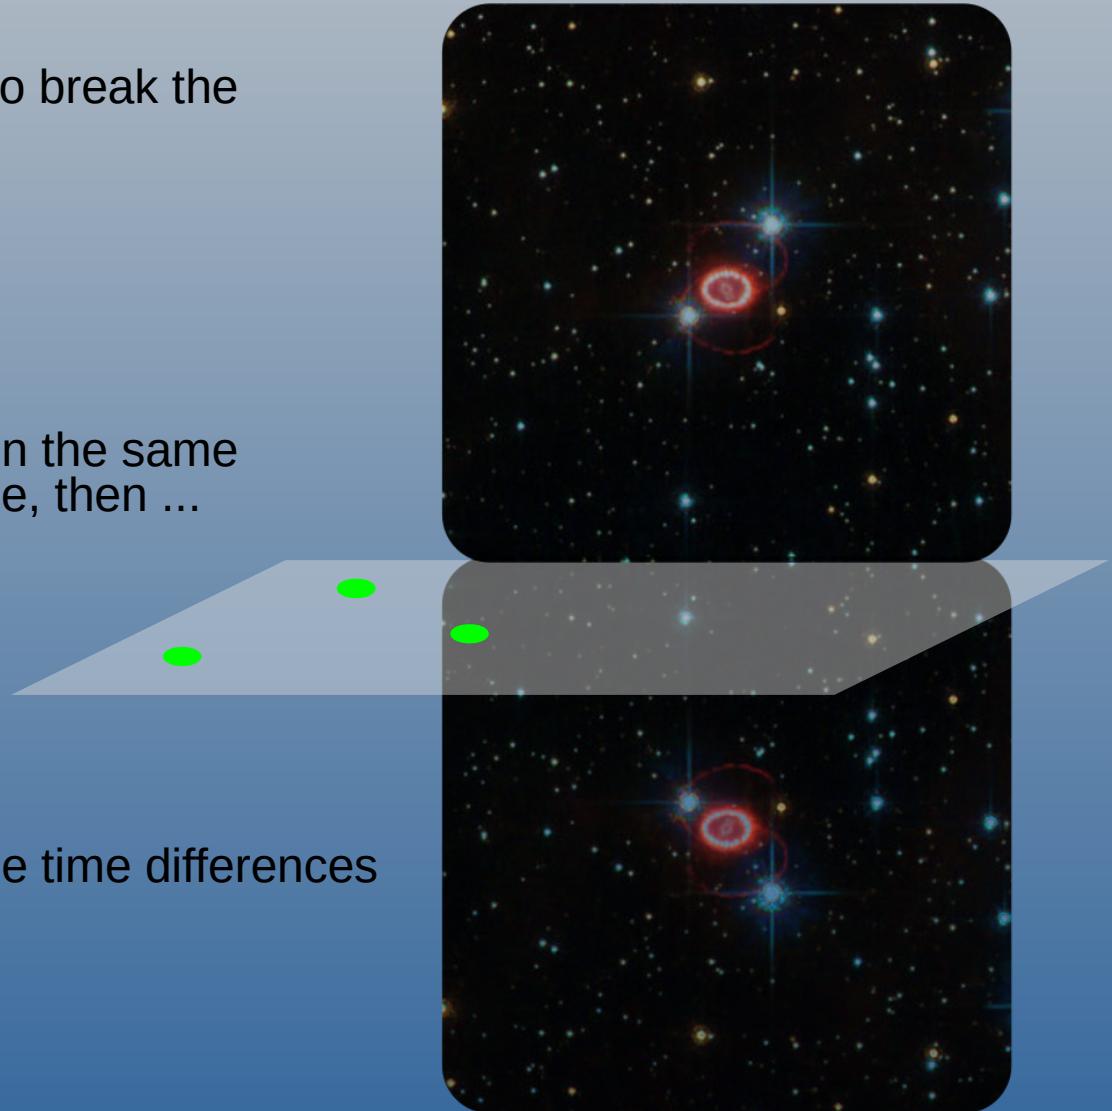 o break the
n the same
e, then ...
e time differences